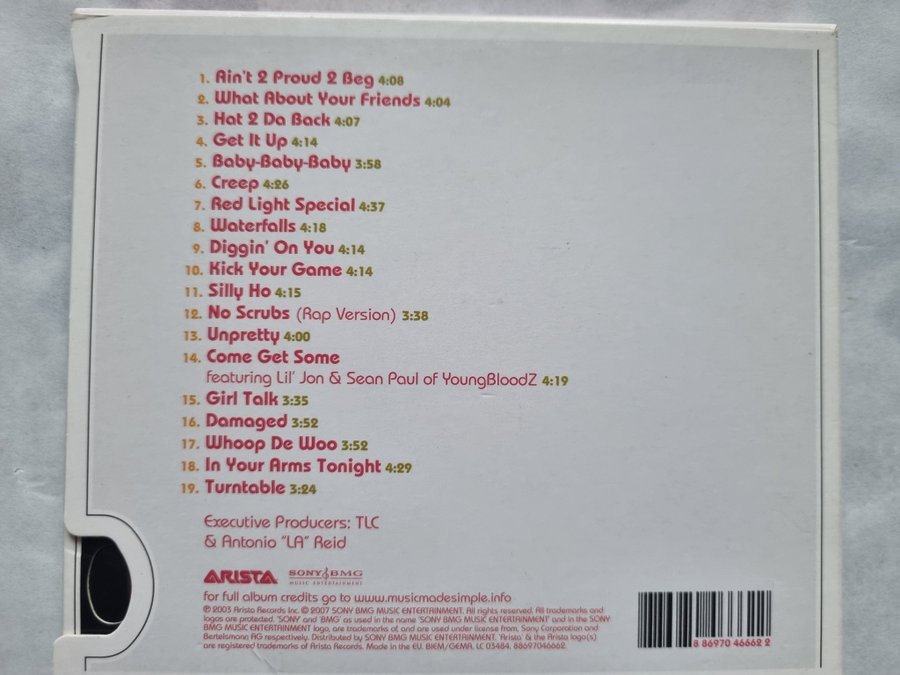 1. Ain't 2 Proud 2 Beg 4:08
2. What About Your Friends 4:04
3. Hat 2 Da Back 4:07
4. Get It Up 4:14
5. Baby-Baby-Baby 3:58
6. Creep 4:26
7. Red Light Special 4:37
8. Waterfalls 4:18
9. Diggin' On You 4:14
10. Kick Your Game 4:14
11. Silly Ho 4:15
12. No Scrubs (Rap Version) 3:38
13. Unpretty 4:00
14. Come Get Some
featuring Lil' Jon & Sean Paul of YoungBloodZ 4:19
15. Girl Talk 3:35
16. Damaged 3:52
17. Whoop De Woo 3:52
18. In Your Arms Tonight 4:29
19. Turntable 3:24
Executive Producers: TLC
& Antonio "LA" Reid
ARISTA SONY BMG
MUSIC ENTERTAINMENT
for full album credits go to www.musicmadesimple.info
℗ 2003 Arista Records Inc. © 2007 SONY BMG MUSIC ENTERTAINMENT. All rights reserved. All trademarks and
logos are protected. 'SONY' and 'BMG' as used in the name 'SONY BMG MUSIC ENTERTAINMENT' and in the SONY
BMG MUSIC ENTERTAINMENT logo, are trademarks of, and are used under license from, Sony Corporation and
Bertelsmann AG respectively. Distributed by SONY BMG MUSIC ENTERTAINMENT. 'Arista' & the Arista logo(s)
are registered trademarks of Arista Records. Made in the EU. BIEM/GEMA. LC 03484. 88697046662.
8 86970 46662 2